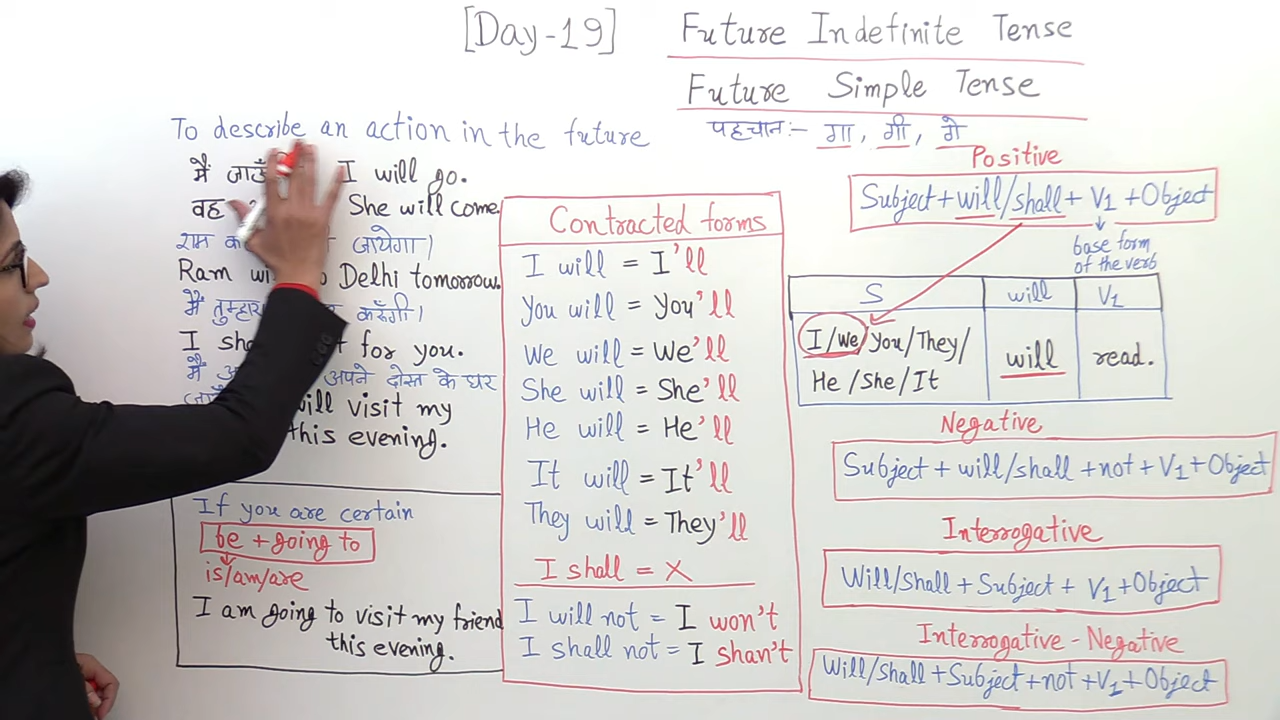 [Day-19]
Future Indefinite Tense
Future Simple Tense
To describe an action in the future
पहचान:- गा, गी, गे
मैं जाऊँ I will go.
वह She will come.
राम जायेगा।
Ram Delhi tomorrow.
मैं करूँगी।
I for you.
मैं अपने दोस्त के घर
will visit my
this evening.
If you are certain
be + going to
is/am/are
I am going to visit my friend
this evening.
Contracted forms
I will = I'll
You will = You'll
We will = We'll
She will = She'll
He will = He'll
It will = It'll
They will = They'll
I shall = X
I will not = I won't
I shall not = I shan't
Positive
Subject + will/shall + V1 + Object
base form
of the verb
S will V1
I/We/You/They/
He/She/It will read.
Negative
Subject + will/shall + not + V1 + Object
Interrogative
Will/Shall + Subject + V1 + Object
Interrogative - Negative
Will/Shall + Subject + not + V1 + Object